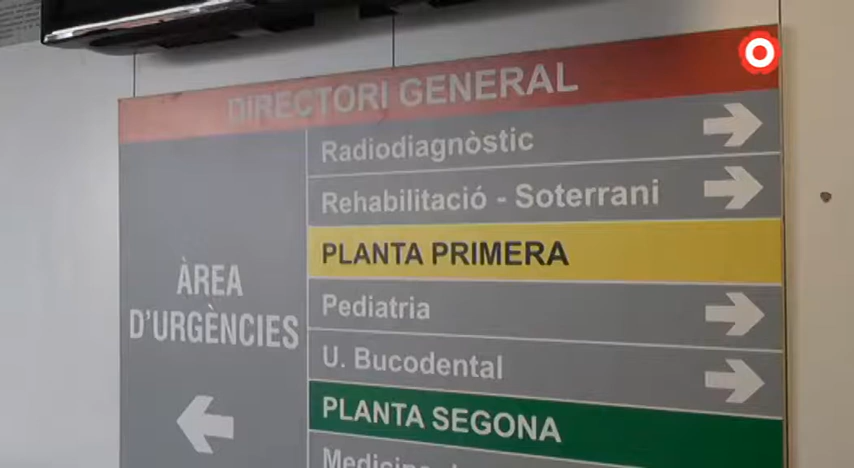 DIRECTORI GENERAL
ÀREA
D'URGÈNCIES
Radiodiagnòstic
Rehabilitació - Soterrani
PLANTA PRIMERA
Pediatria
U. Bucodental
PLANTA SEGONA